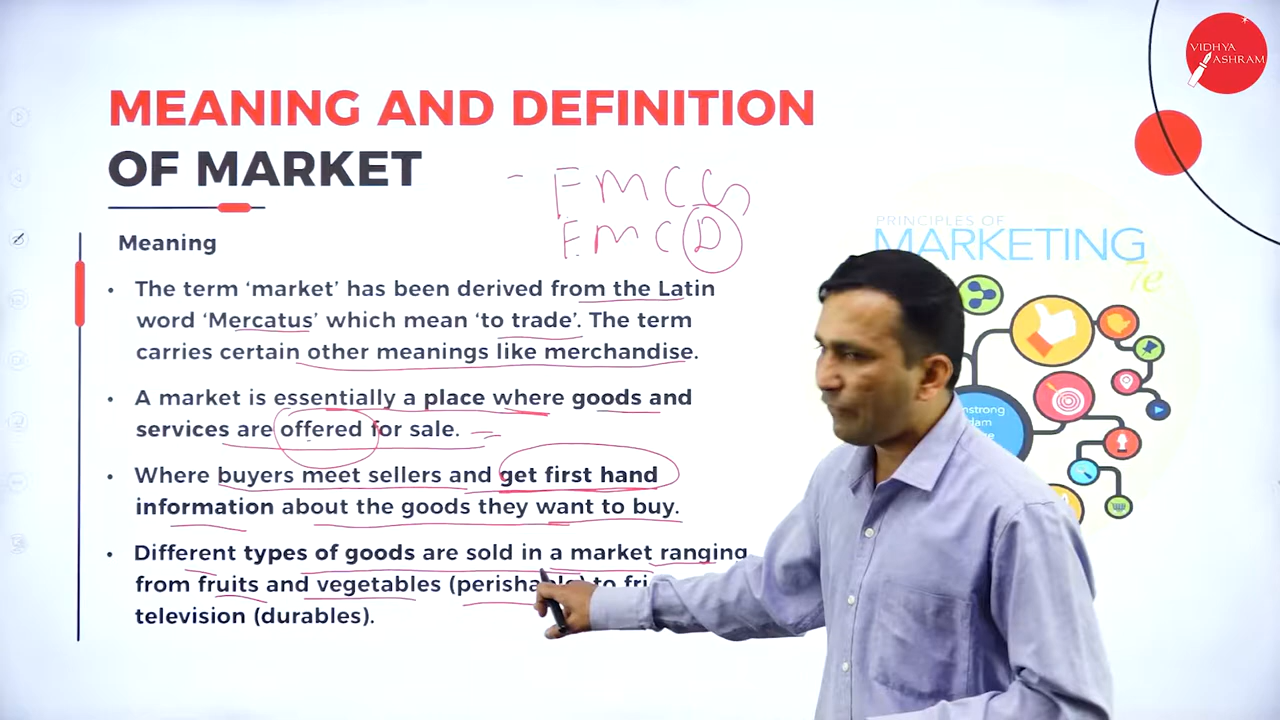 VIDHYA
ASHRAM
MEANING AND DEFINITION
OF MARKET
FMCG
FMCD
PRINCIPLES OF
MARKETING
7e
Meaning
• The term ‘market’ has been derived from the Latin
word ‘Mercatus’ which mean ‘to trade’. The term
carries certain other meanings like merchandise.
• A market is essentially a place where goods and
services are offered for sale.
• Where buyers meet sellers and get first hand
information about the goods they want to buy.
• Different types of goods are sold in a market ranging
from fruits and vegetables (perishable) to
television (durables).